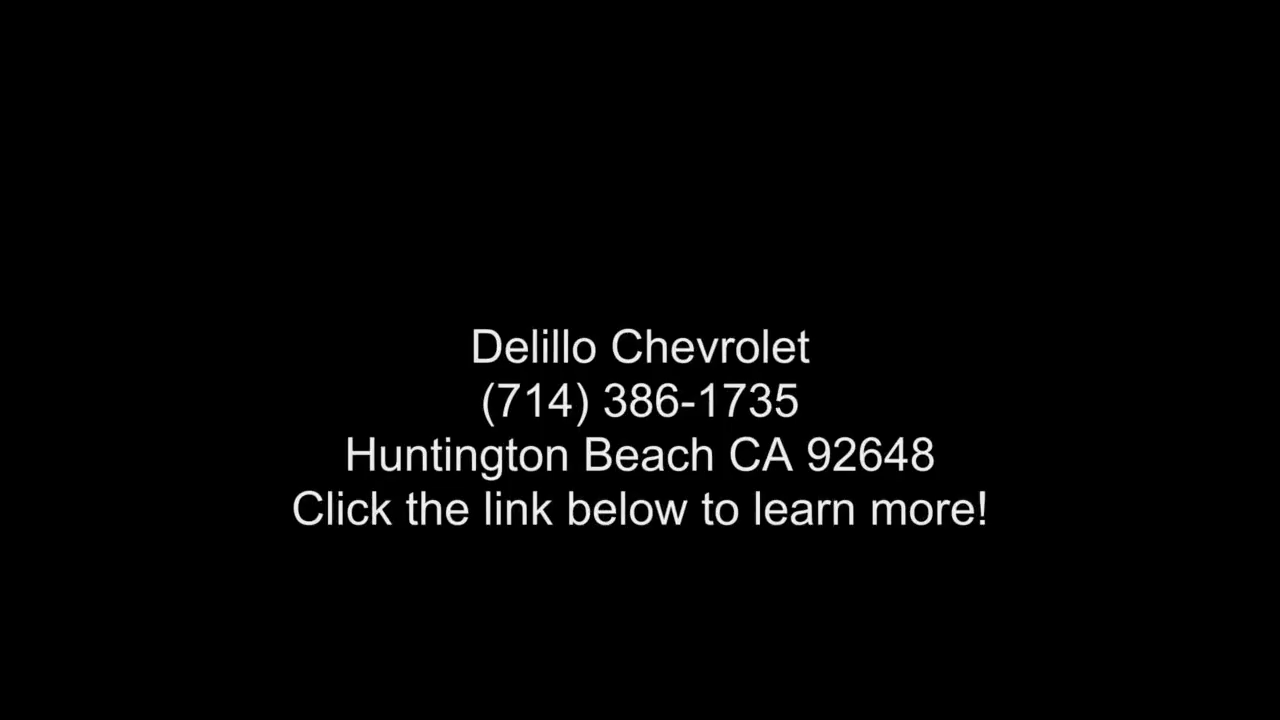 Delillo Chevrolet
(714) 386-1735
Huntington Beach CA 92648
Click the link below to learn more!